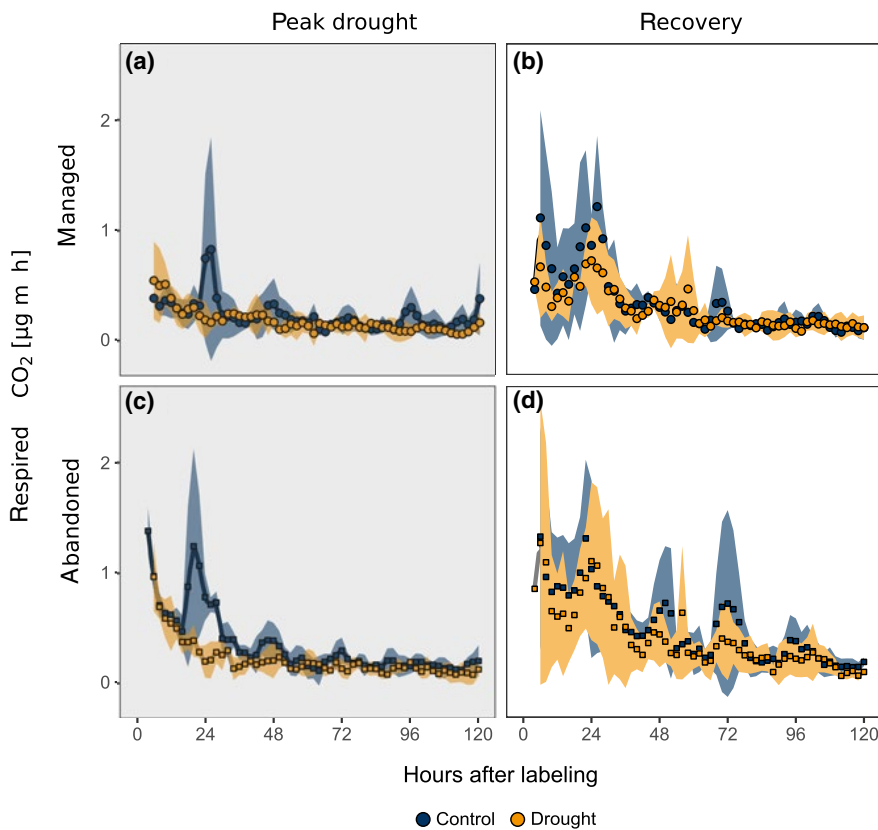 Peak drought Recovery
(a) (b)
Managed
2
1
0
(c) (d)
Abandoned
2
1
0
Respired CO₂ [µg m h]
0 24 48 72 96 120 0 24 48 72 96 120
Hours after labeling
Control Drought